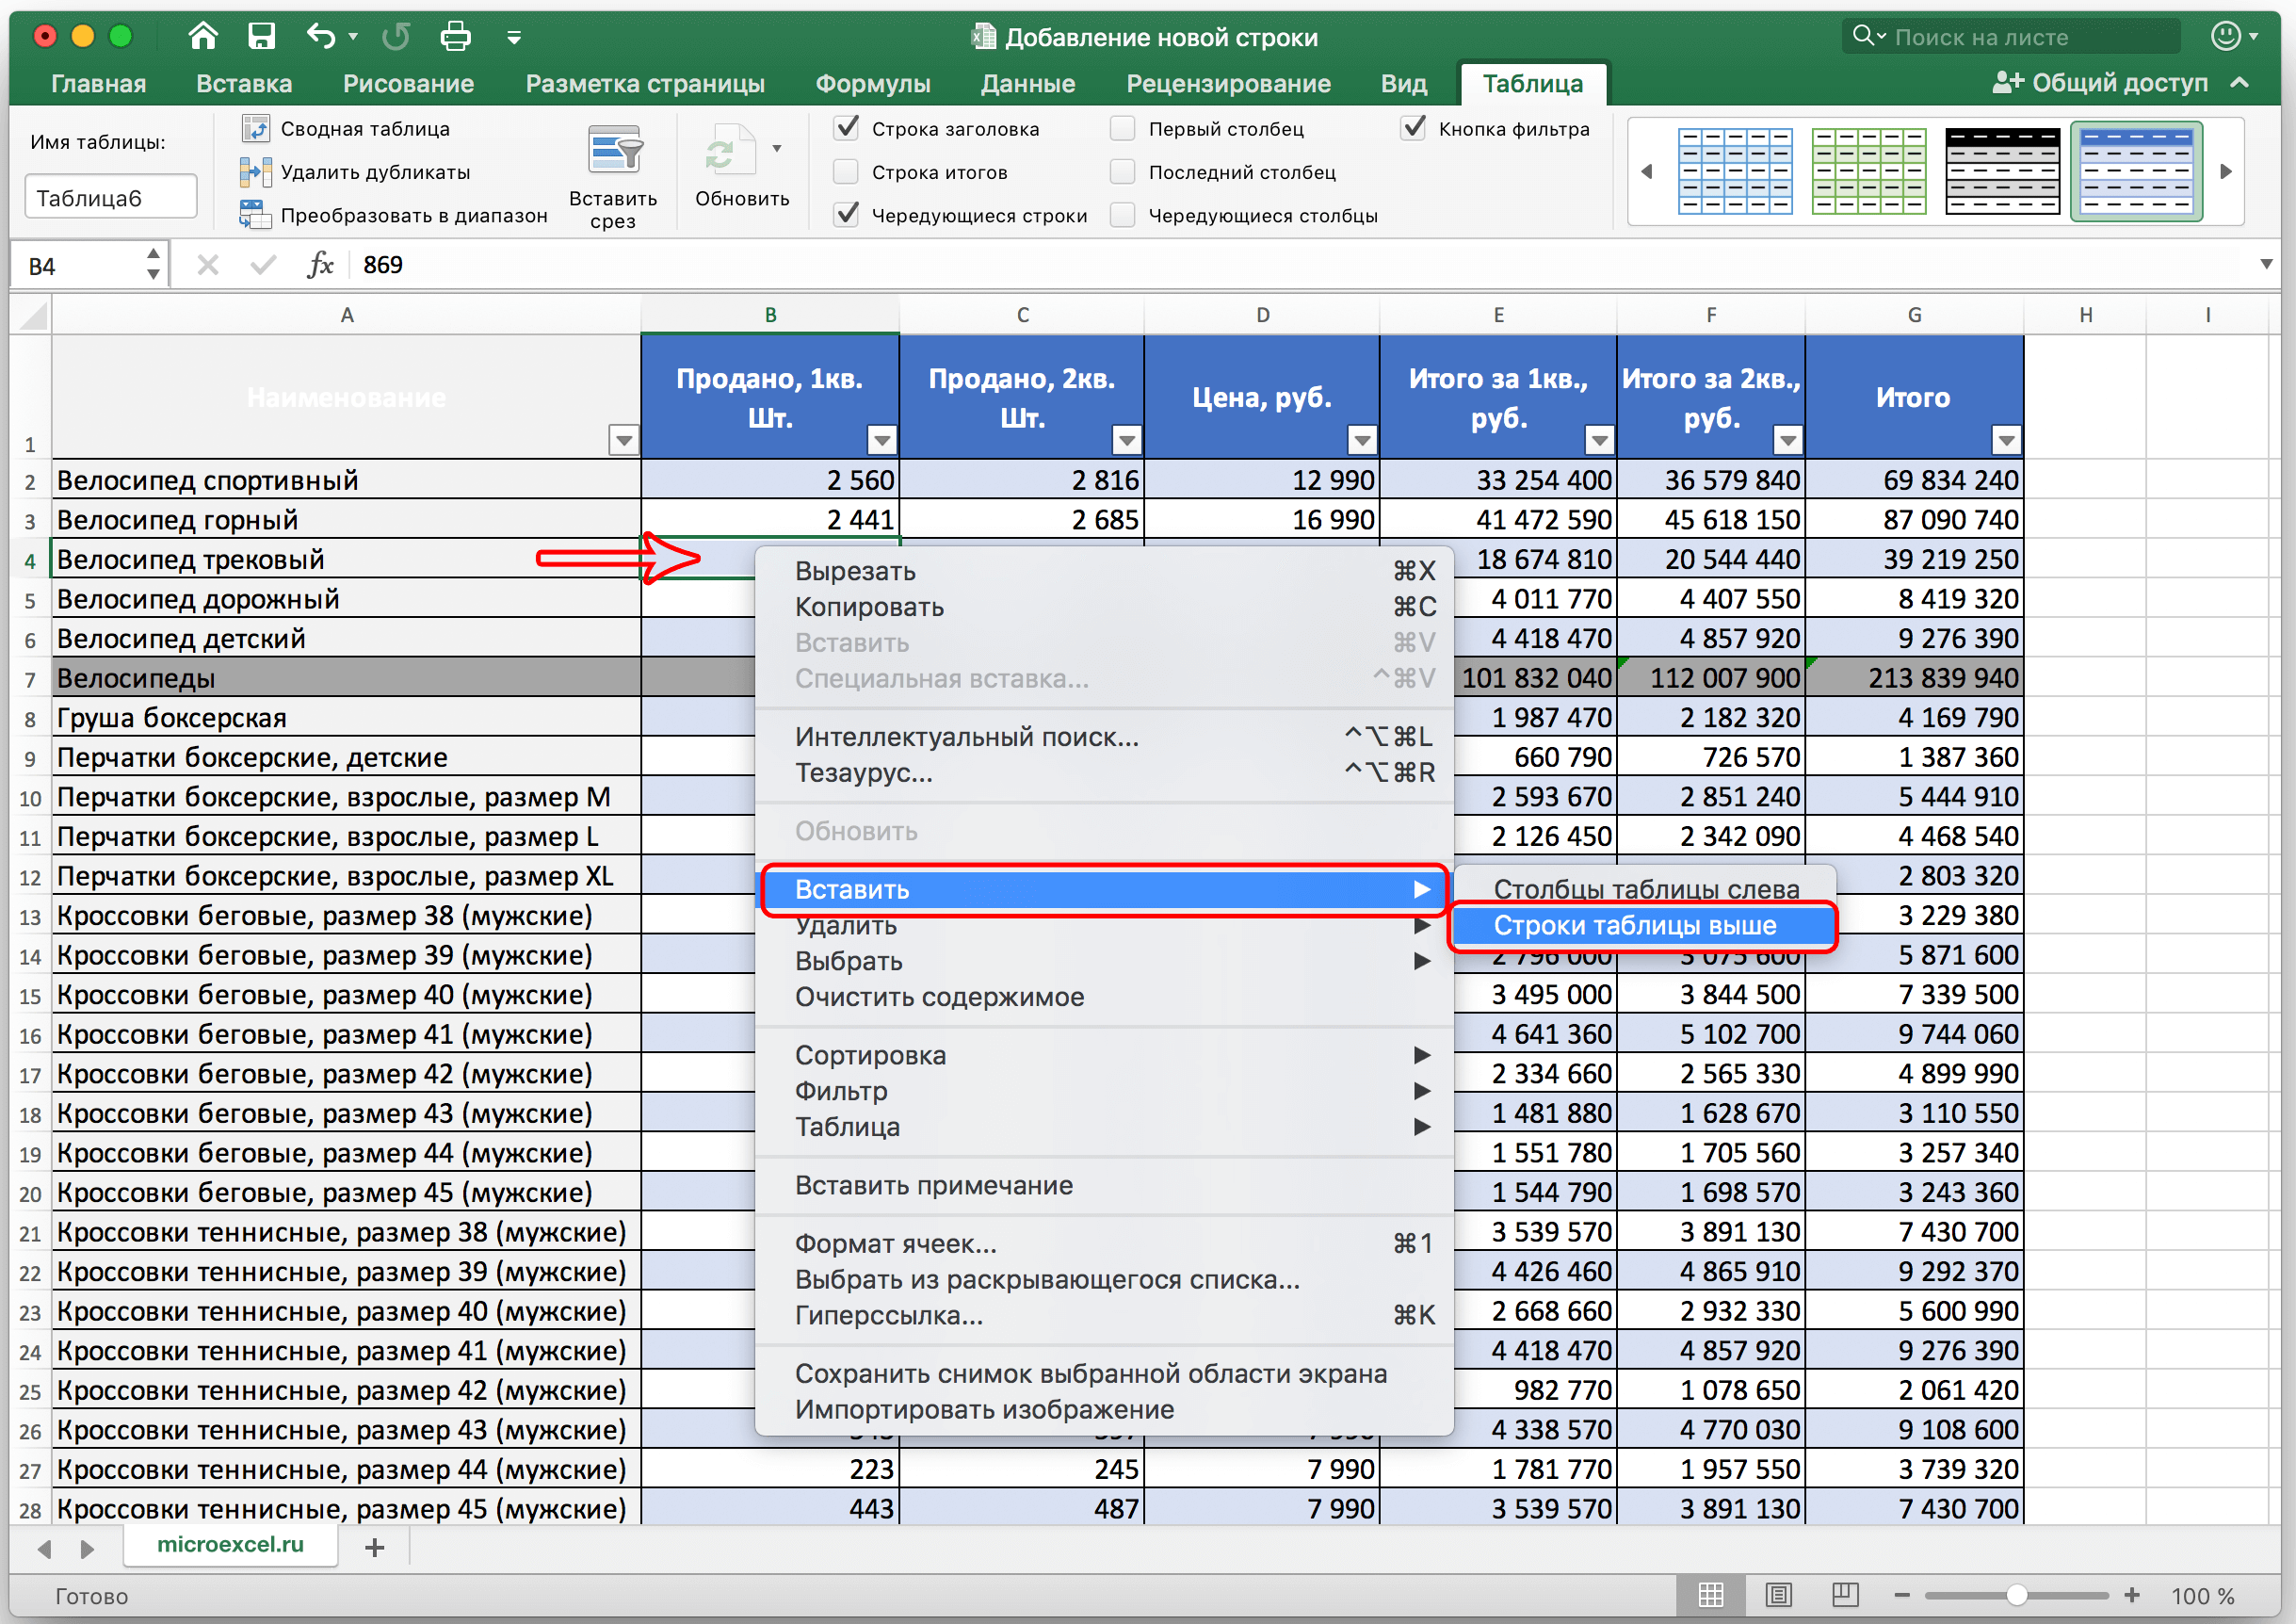 Добавление новой строки
Поиск на листе
Главная Вставка Рисование Разметка страницы Формулы Данные Рецензирование Вид Таблица Общий доступ
Имя таблицы:
Таблица6
Сводная таблица
Удалить дубликаты
Преобразовать в диапазон
Вставить
срез
Обновить
Строка заголовка
Строка итогов
Чередующиеся строки
Первый столбец
Последний столбец
Чередующиеся столбцы
Кнопка фильтра
B4 fx 869
A B C D E F G H I
1 Наименование Продано, 1кв. Шт. Продано, 2кв. Шт. Цена, руб. Итого за 1кв., руб. Итого за 2кв., руб. Итого
2 Велосипед спортивный 2 560 2 816 12 990 33 254 400 36 579 840 69 834 240
3 Велосипед горный 2 441 2 685 16 990 41 472 590 45 618 150 87 090 740
4 Велосипед трековый 18 674 810 20 544 440 39 219 250
5 Велосипед дорожный 4 011 770 4 407 550 8 419 320
6 Велосипед детский 4 418 470 4 857 920 9 276 390
7 Велосипеды 101 832 040 112 007 900 213 839 940
8 Груша боксерская 1 987 470 2 182 320 4 169 790
9 Перчатки боксерские, детские 660 790 726 570 1 387 360
10 Перчатки боксерские, взрослые, размер M 2 593 670 2 851 240 5 444 910
11 Перчатки боксерские, взрослые, размер L 2 126 450 2 342 090 4 468 540
12 Перчатки боксерские, взрослые, размер XL 2 803 320
13 Кроссовки беговые, размер 38 (мужские) 3 229 380
14 Кроссовки беговые, размер 39 (мужские) 2 796 000 3 075 600 5 871 600
15 Кроссовки беговые, размер 40 (мужские) 3 495 000 3 844 500 7 339 500
16 Кроссовки беговые, размер 41 (мужские) 4 641 360 5 102 700 9 744 060
17 Кроссовки беговые, размер 42 (мужские) 2 334 660 2 565 330 4 899 990
18 Кроссовки беговые, размер 43 (мужские) 1 481 880 1 628 670 3 110 550
19 Кроссовки беговые, размер 44 (мужские) 1 551 780 1 705 560 3 257 340
20 Кроссовки беговые, размер 45 (мужские) 1 544 790 1 698 570 3 243 360
21 Кроссовки теннисные, размер 38 (мужские) 3 539 570 3 891 130 7 430 700
22 Кроссовки теннисные, размер 39 (мужские) 4 426 460 4 865 910 9 292 370
23 Кроссовки теннисные, размер 40 (мужские) 2 668 660 2 932 330 5 600 990
24 Кроссовки теннисные, размер 41 (мужские) 4 418 470 4 857 920 9 276 390
25 Кроссовки теннисные, размер 42 (мужские) 982 770 1 078 650 2 061 420
26 Кроссовки теннисные, размер 43 (мужские) 4 338 570 4 770 030 9 108 600
27 Кроссовки теннисные, размер 44 (мужские) 223 245 7 990 1 781 770 1 957 550 3 739 320
28 Кроссовки теннисные, размер 45 (мужские) 443 487 7 990 3 539 570 3 891 130 7 430 700
Вырезать ⌘X
Копировать ⌘C
Вставить ⌘V
Специальная вставка... ^⌘V
Интеллектуальный поиск... ^⌥⌘L
Тезаурус... ^⌥⌘R
Обновить
Вставить
Удалить
Выбрать
Очистить содержимое
Сортировка
Фильтр
Таблица
Вставить примечание
Формат ячеек... ⌘1
Выбрать из раскрывающегося списка...
Гиперссылка... ⌘K
Сохранить снимок выбранной области экрана
Импортировать изображение
Столбцы таблицы слева
Строки таблицы выше
microexcel.ru
Готово
100 %